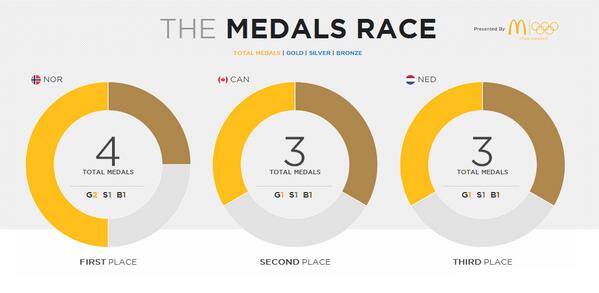 THE MEDALS RACE
Presented By
TOTAL MEDALS | GOLD | SILVER | BRONZE
NOR
CAN
NED
4
TOTAL MEDALS
G2 S1 B1
3
TOTAL MEDALS
G1 S1 B1
3
TOTAL MEDALS
G1 S1 B1
FIRST PLACE
SECOND PLACE
THIRD PLACE